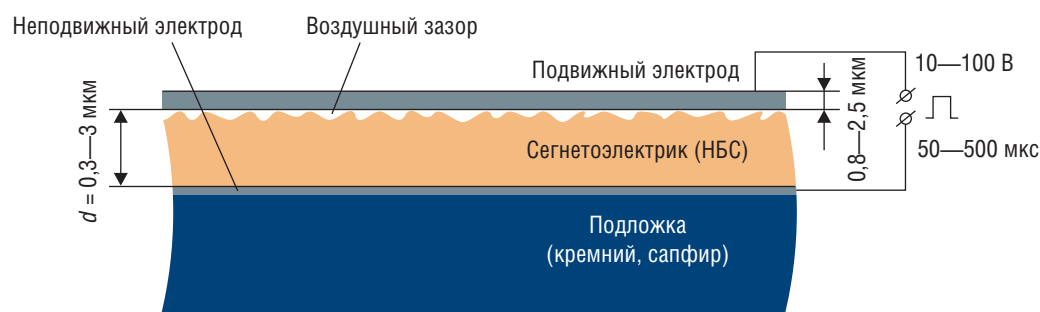 Неподвижный электрод
Воздушный зазор
Подвижный электрод
10—100 В
0,8—2,5 мкм
50—500 мкс
d = 0,3—3 мкм
Сегнетоэлектрик (НБС)
Подложка
(кремний, сапфир)